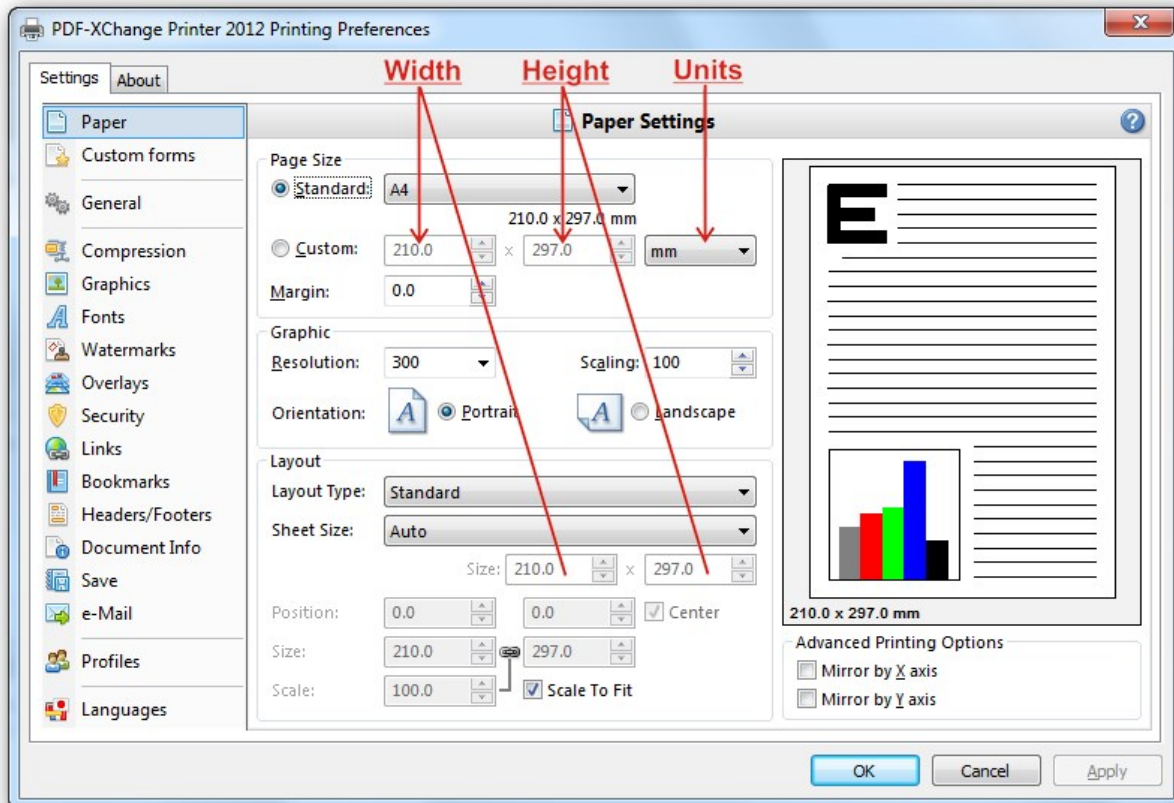 PDF-XChange Printer 2012 Printing Preferences
Settings About
Width Height Units
Paper
Custom forms
General
Compression
Graphics
Fonts
Watermarks
Overlays
Security
Links
Bookmarks
Headers/Footers
Document Info
Save
e-Mail
Profiles
Languages
Paper Settings
Page Size
Standard: A4
210.0 x 297.0 mm
Custom: 210.0 x 297.0 mm
Margin: 0.0
Graphic
Resolution: 300 Scaling: 100
Orientation: A Portrait A Landscape
Layout
Layout Type: Standard
Sheet Size: Auto
Size: 210.0 x 297.0
Position: 0.0 0.0 Center
Size: 210.0 297.0
Scale: 100.0 Scale To Fit
E
210.0 x 297.0 mm
Advanced Printing Options
Mirror by X axis
Mirror by Y axis
OK Cancel Apply